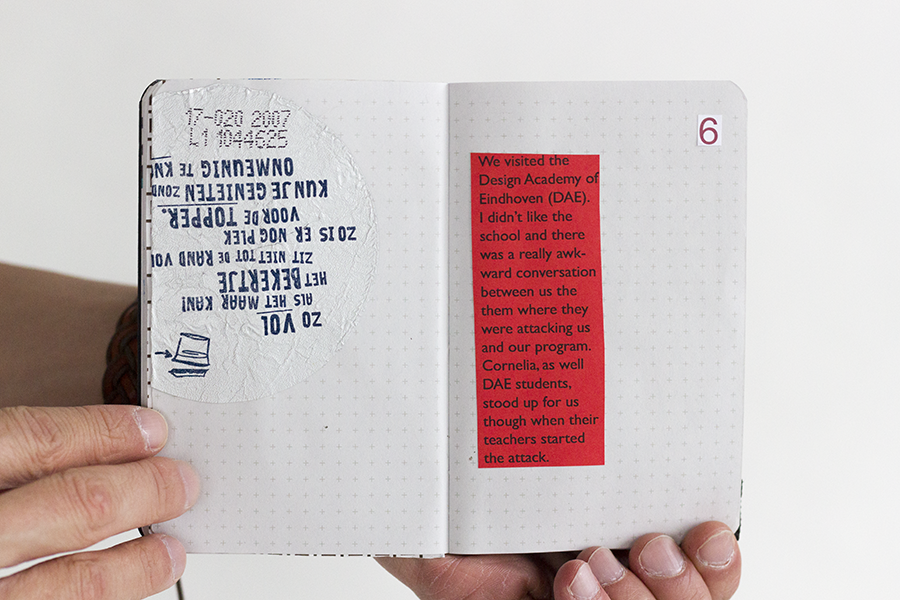 17-020 2007
L1 1044625
ZO VOL
ALS HET MAAR KAN!
HET BEKERTJE
ZIT NIET TOT DE RAND VOL
ZO IS ER NOG PLEK
VOOR DE TOPPER.
KUN JE GENIETEN ZOND
ONMEUNIG TE KN
6
We visited the
Design Academy of
Eindhoven (DAE).
I didn't like the
school and there
was a really awk-
ward conversation
between us the
them where they
were attacking us
and our program.
Cornelia, as well
DAE students,
stood up for us
though when their
teachers started
the attack.